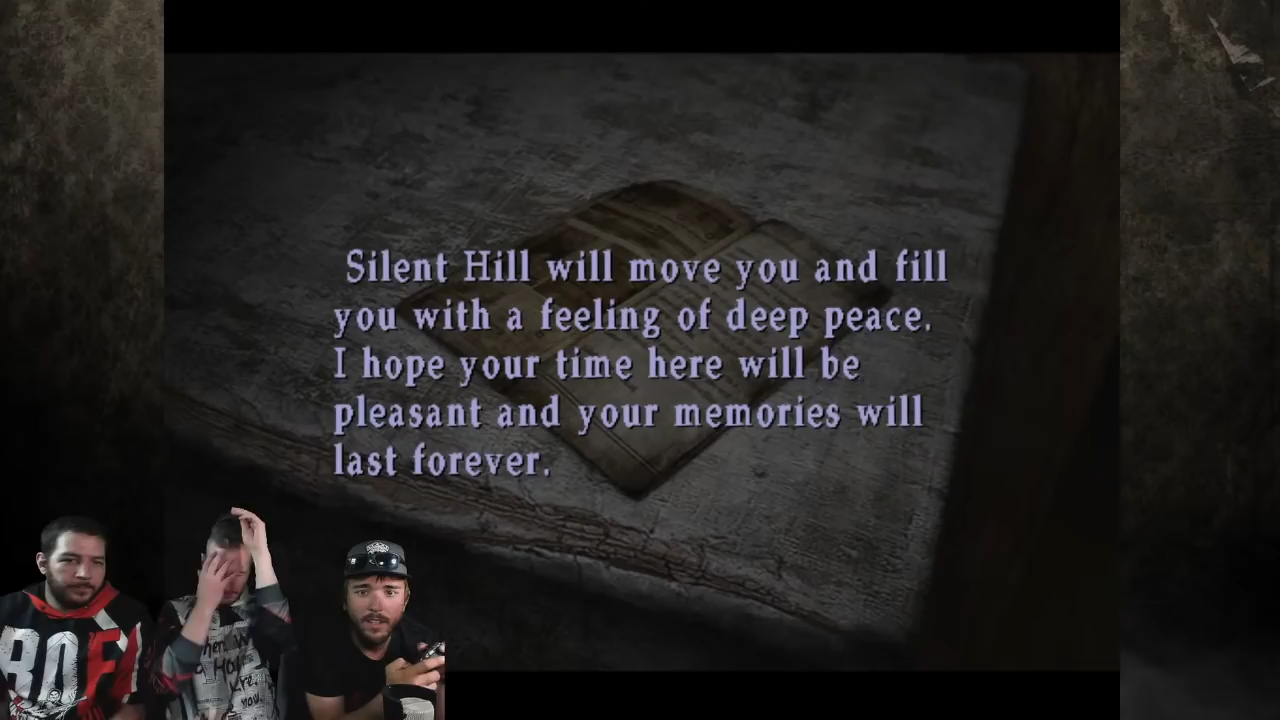 Silent Hill will move you and fill
you with a feeling of deep peace.
I hope your time here will be
pleasant and your memories will
last forever.